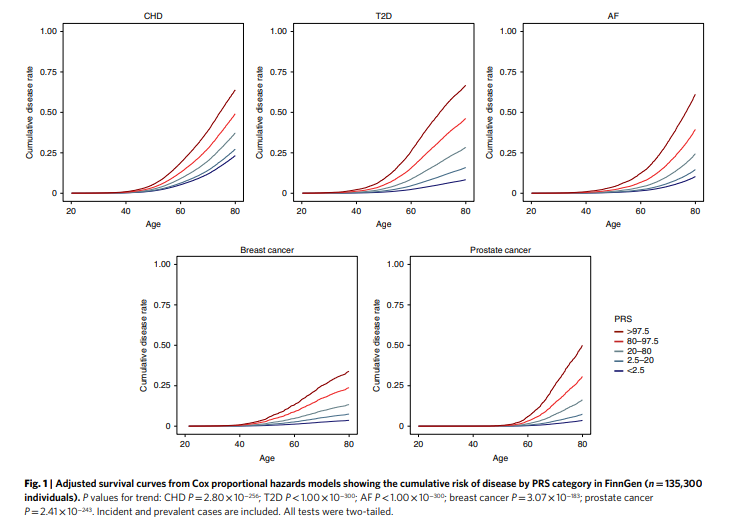 CHD
T2D
AF
1.00
0.75
0.50
0.25
0
Cumulative disease rate
20 40 60 80
Age
1.00
0.75
0.50
0.25
0
Cumulative disease rate
20 40 60 80
Age
1.00
0.75
0.50
0.25
0
Cumulative disease rate
20 40 60 80
Age
Breast cancer
Prostate cancer
1.00
0.75
0.50
0.25
0
Cumulative disease rate
20 40 60 80
Age
1.00
0.75
0.50
0.25
0
Cumulative disease rate
20 40 60 80
Age
PRS
>97.5
80–97.5
20–80
2.5–20
<2.5
Fig. 1 | Adjusted survival curves from Cox proportional hazards models showing the cumulative risk of disease by PRS category in FinnGen (n = 135,300
individuals). P values for trend: CHD P = 2.80 × 10⁻²⁵⁶; T2D P < 1.00 × 10⁻³⁰⁰; AF P < 1.00 × 10⁻³⁰⁰; breast cancer P = 3.07 × 10⁻¹⁸³; prostate cancer
P = 2.41 × 10⁻²⁴³. Incident and prevalent cases are included. All tests were two-tailed.